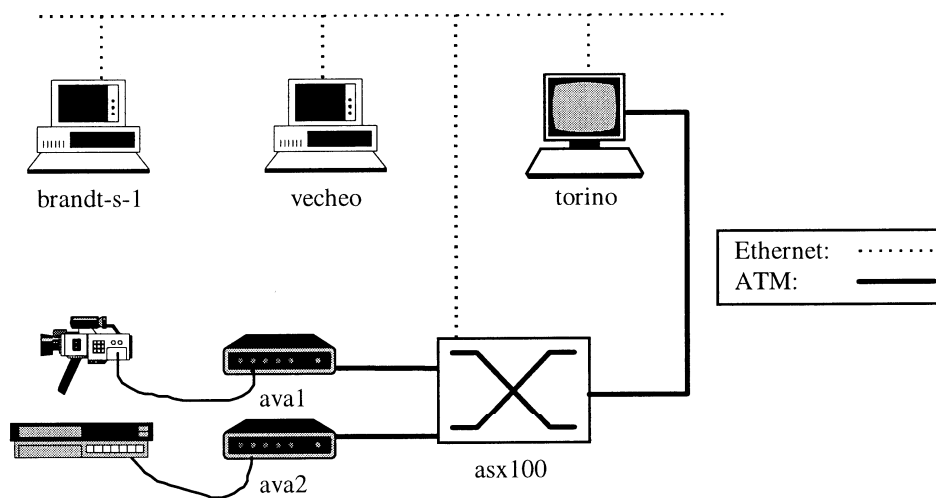 brandt-s-1
vecheo
torino
Ethernet:
ATM:
ava1
ava2
asx100